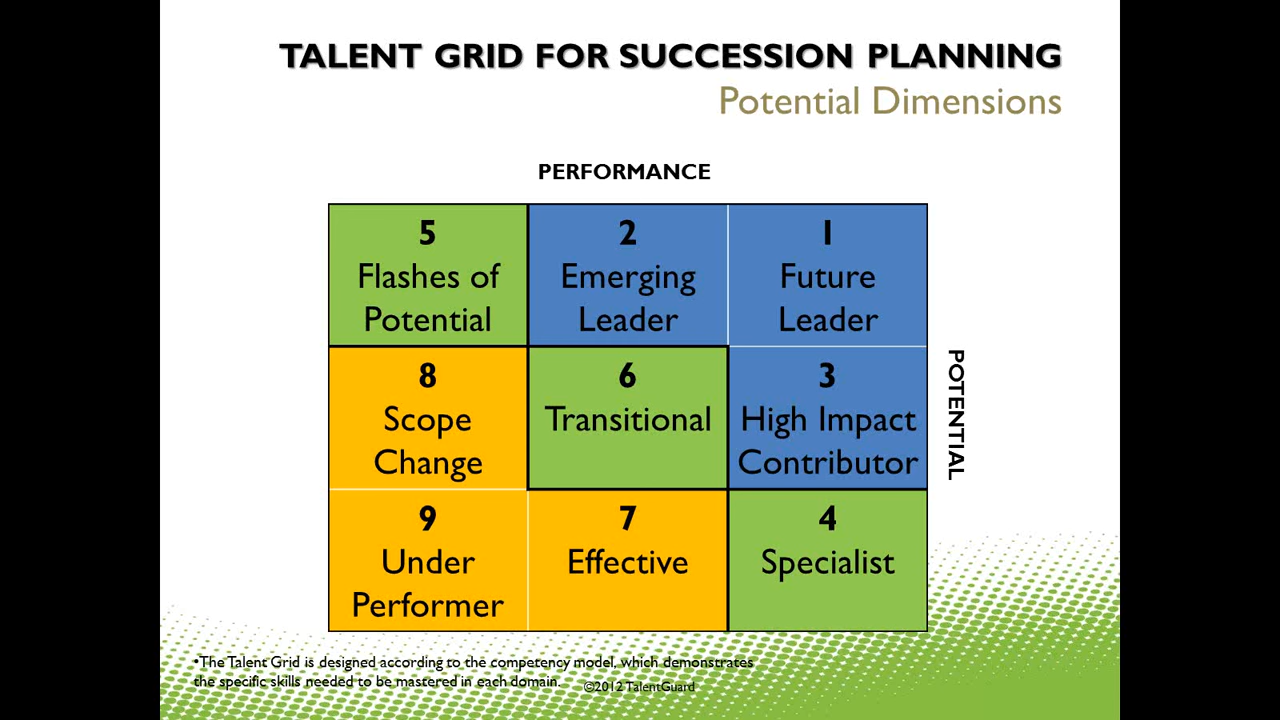 TALENT GRID FOR SUCCESSION PLANNING
Potential Dimensions
PERFORMANCE
5
Flashes of
Potential
2
Emerging
Leader
1
Future
Leader
8
Scope
Change
6
Transitional
3
High Impact
Contributor
POTENTIAL
9
Under
Performer
7
Effective
4
Specialist
•The Talent Grid is designed according to the competency model, which demonstrates
the specific skills needed to be mastered in each domain.
©2012 TalentGuard